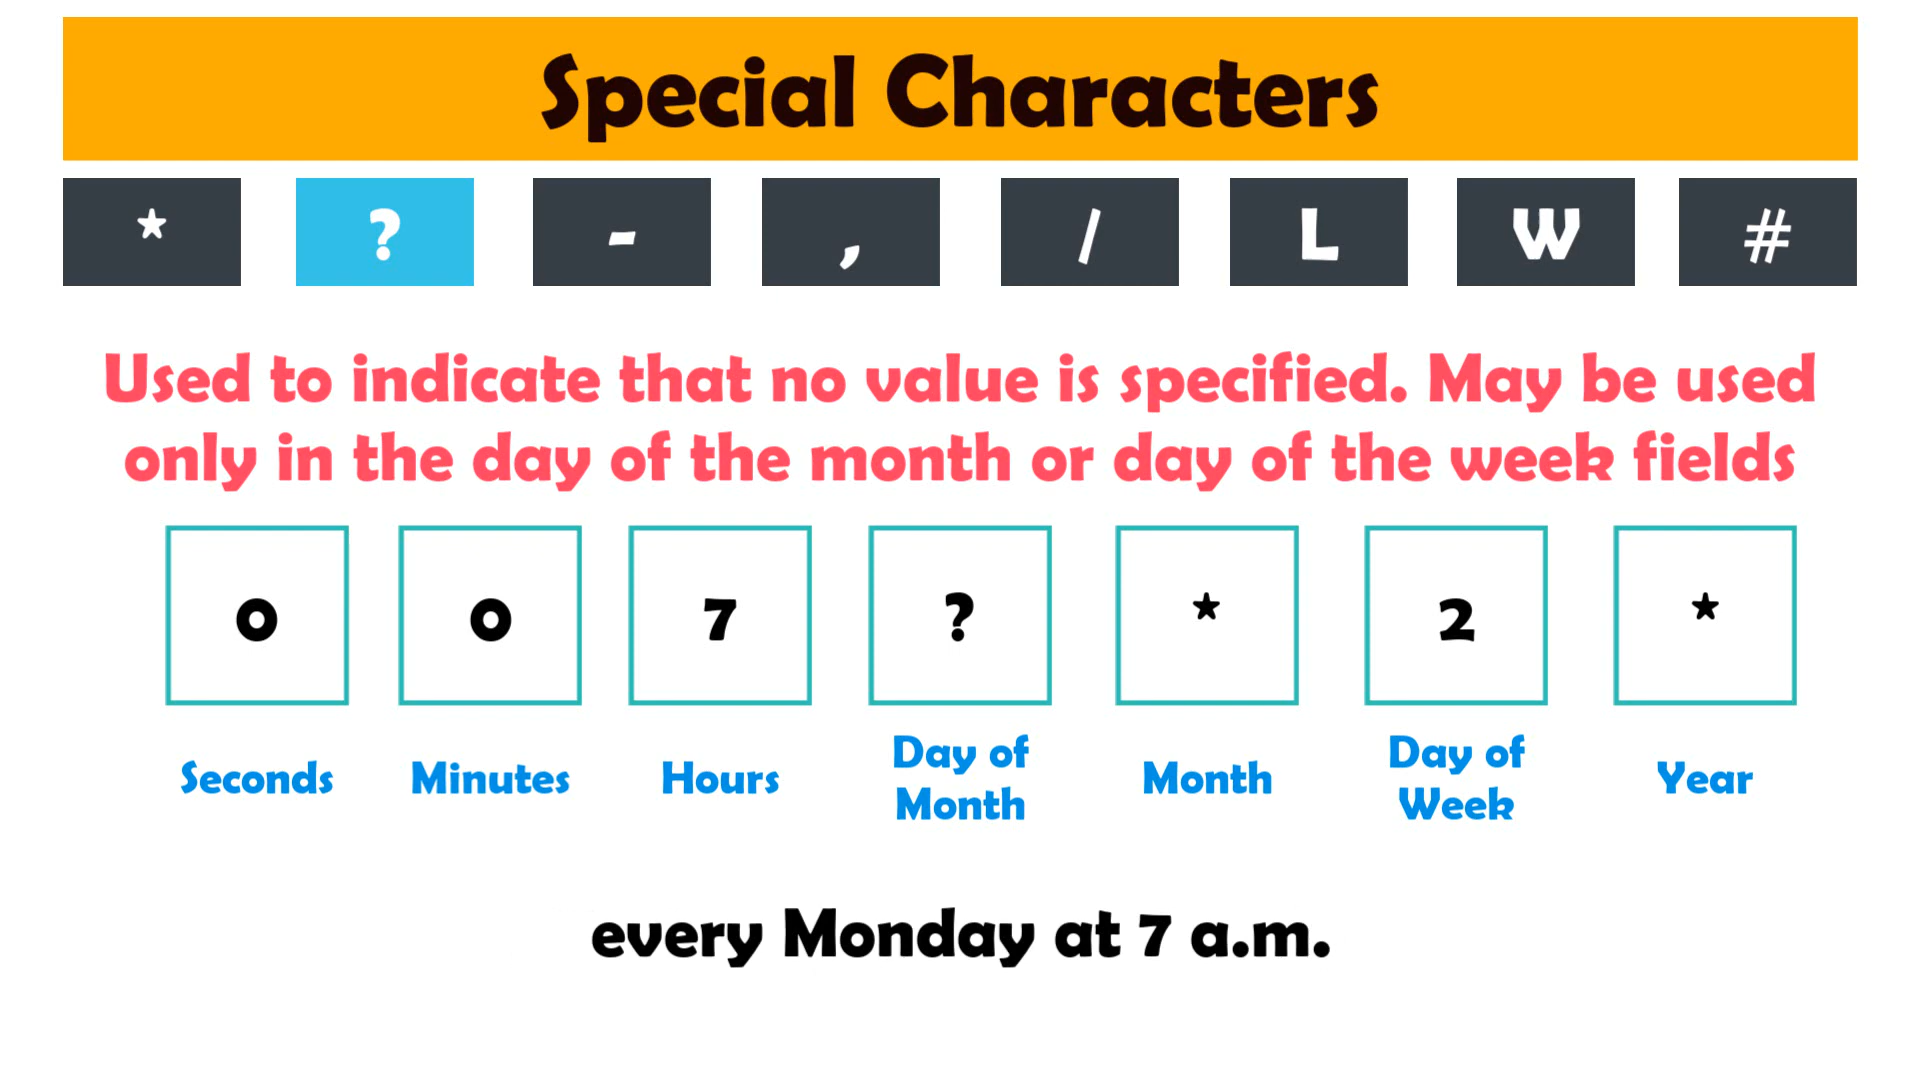 Special Characters
* ? - , / L W #
Used to indicate that no value is specified. May be used
only in the day of the month or day of the week fields
0 0 7 ? * 2 *
Seconds Minutes Hours Day of Month Month Day of Week Year
every Monday at 7 a.m.